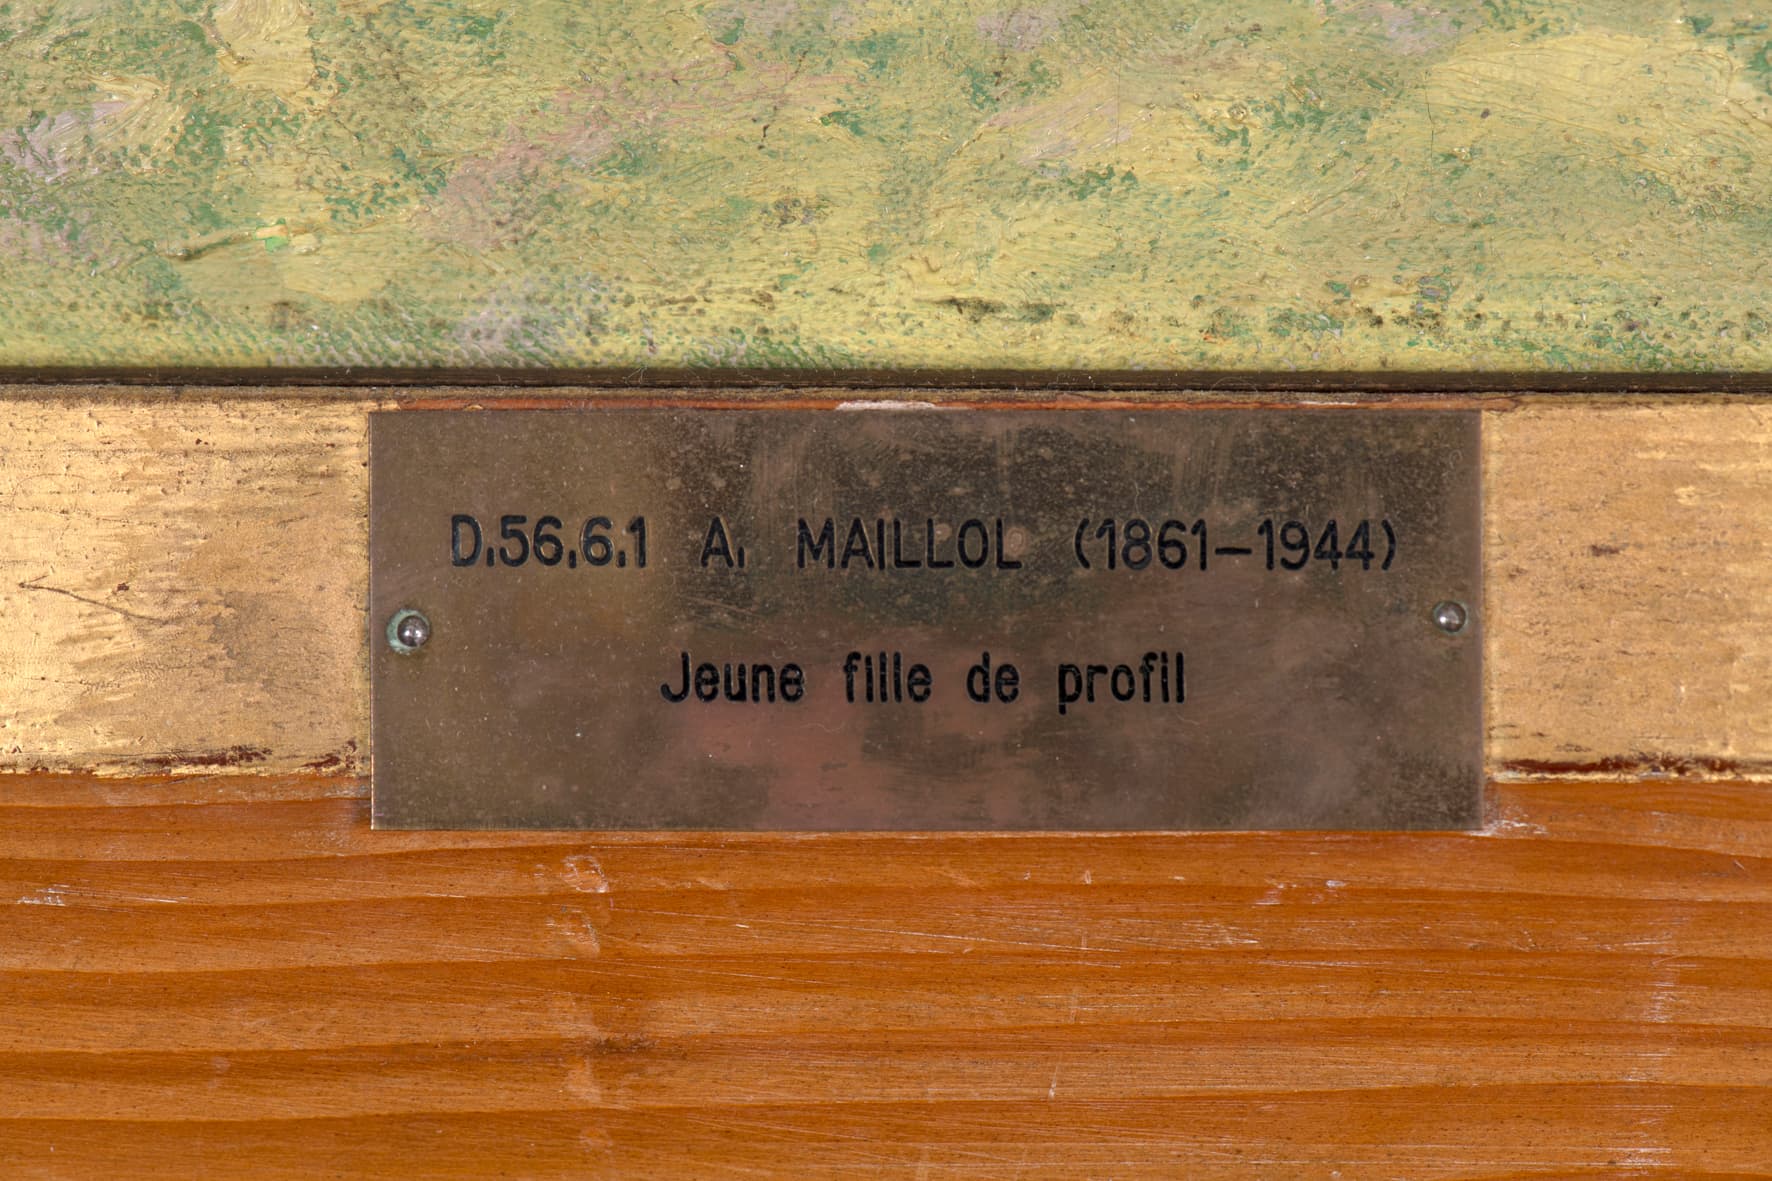 D.56.6.1 A. MAILLOL (1861-1944)
Jeune fille de profil